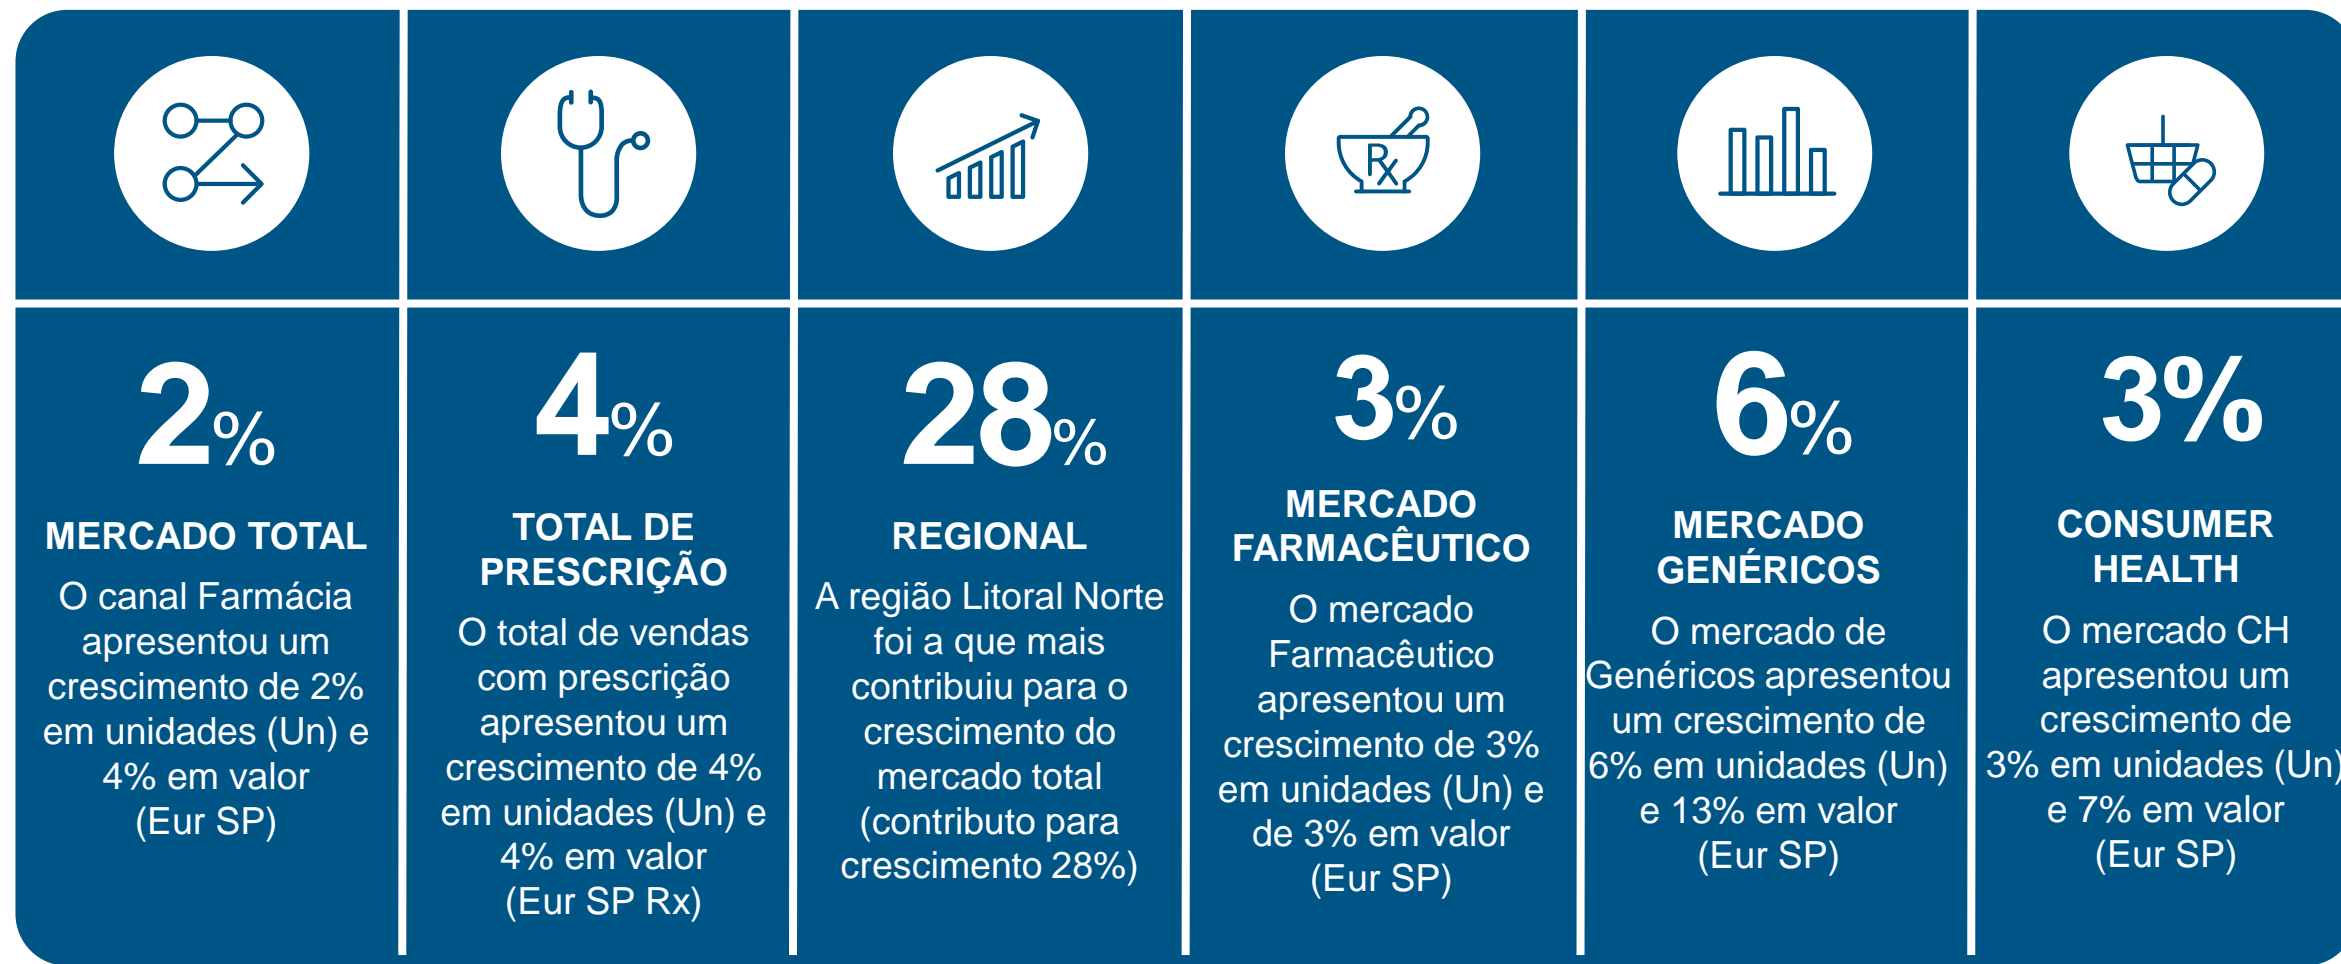 Rx
2%
MERCADO TOTAL
O canal Farmácia
apresentou um
crescimento de 2%
em unidades (Un) e
4% em valor
(Eur SP)
4%
TOTAL DE
PRESCRIÇÃO
O total de vendas
com prescrição
apresentou um
crescimento de 4%
em unidades (Un) e
4% em valor
(Eur SP Rx)
28%
REGIONAL
A região Litoral Norte
foi a que mais
contribuiu para o
crescimento do
mercado total
(contributo para
crescimento 28%)
3%
MERCADO
FARMACÊUTICO
O mercado
Farmacêutico
apresentou um
crescimento de 3%
em unidades (Un) e
de 3% em valor
(Eur SP)
6%
MERCADO
GENÉRICOS
O mercado de
Genéricos apresentou
um crescimento de
6% em unidades (Un)
e 13% em valor
(Eur SP)
3%
CONSUMER
HEALTH
O mercado CH
apresentou um
crescimento de
3% em unidades (Un)
e 7% em valor
(Eur SP)